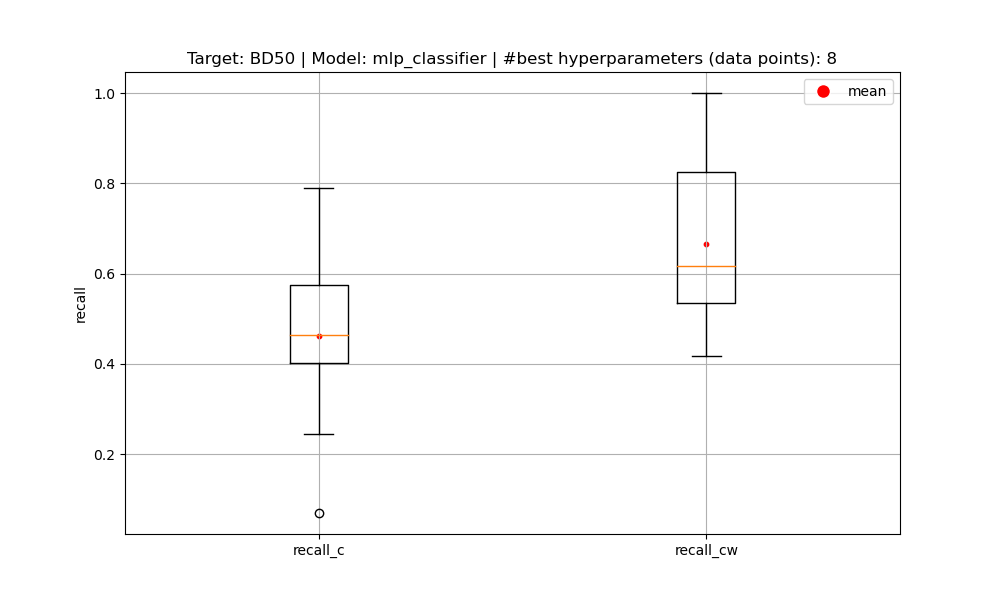 Target: BD50 | Model: mlp_classifier | #best hyperparameters (data points): 8
mean
1.0
0.8
0.6
0.4
0.2
recall
recall_c
recall_cw